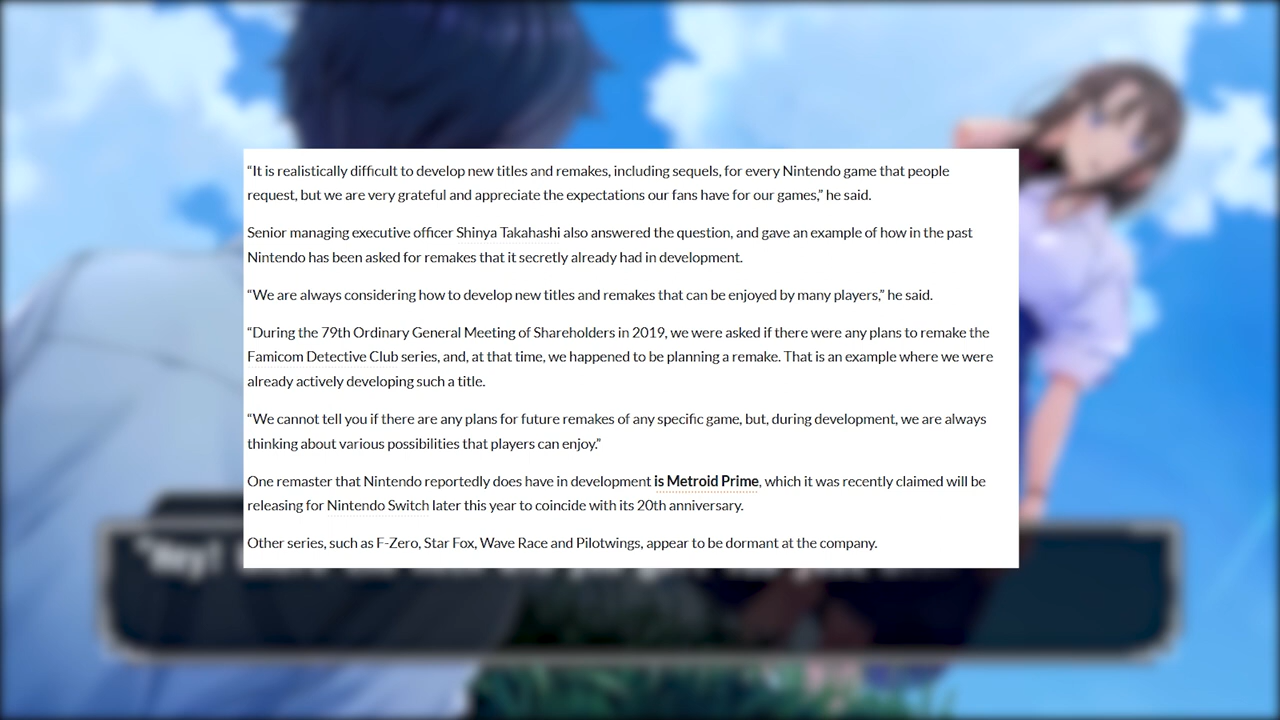 “It is realistically difficult to develop new titles and remakes, including sequels, for every Nintendo game that people
request, but we are very grateful and appreciate the expectations our fans have for our games,” he said.
Senior managing executive officer Shinya Takahashi also answered the question, and gave an example of how in the past
Nintendo has been asked for remakes that it secretly already had in development.
“We are always considering how to develop new titles and remakes that can be enjoyed by many players,” he said.
“During the 79th Ordinary General Meeting of Shareholders in 2019, we were asked if there were any plans to remake the
Famicom Detective Club series, and, at that time, we happened to be planning a remake. That is an example where we were
already actively developing such a title.
“We cannot tell you if there are any plans for future remakes of any specific game, but, during development, we are always
thinking about various possibilities that players can enjoy.”
One remaster that Nintendo reportedly does have in development is Metroid Prime, which it was recently claimed will be
releasing for Nintendo Switch later this year to coincide with its 20th anniversary.
Other series, such as F-Zero, Star Fox, Wave Race and Pilotwings, appear to be dormant at the company.
“Hey!